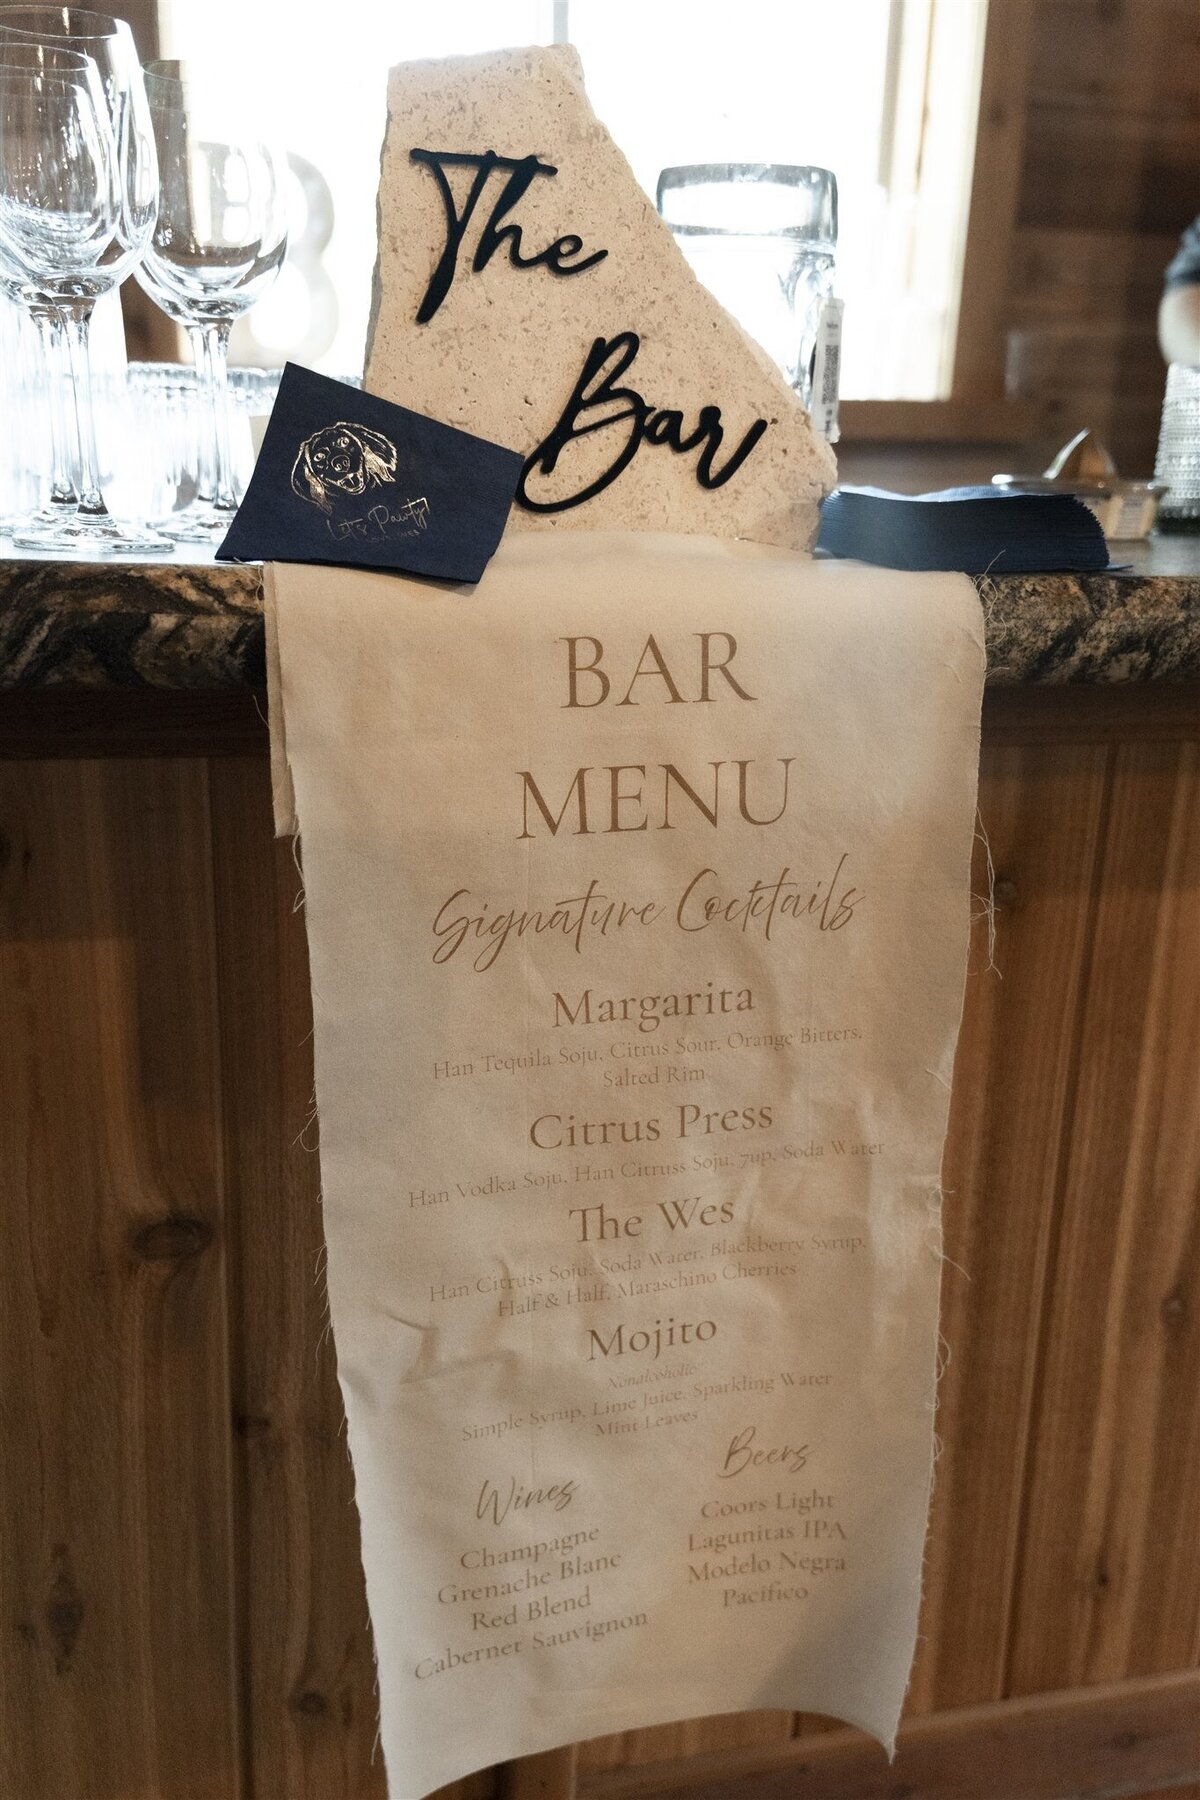 The
Bar
B
Let's Pawty!
BAR
MENU
Signature Cocktails
Margarita
Han Tequila Soju, Citrus Sour, Orange Bitters,
Salted Rim
Citrus Press
Han Vodka Soju, Han Citruss Soju, 7up, Soda Water
The Wes
Han Citruss Soju, Soda Water, Blackberry Syrup,
Half & Half, Maraschino Cherries
Mojito
Nonalcoholic
Simple Syrup, Lime Juice, Sparkling Water
Mint Leaves
Wines
Champagne
Grenache Blanc
Red Blend
Cabernet Sauvignon
Beers
Coors Light
Lagunitas IPA
Modelo Negra
Pacifico